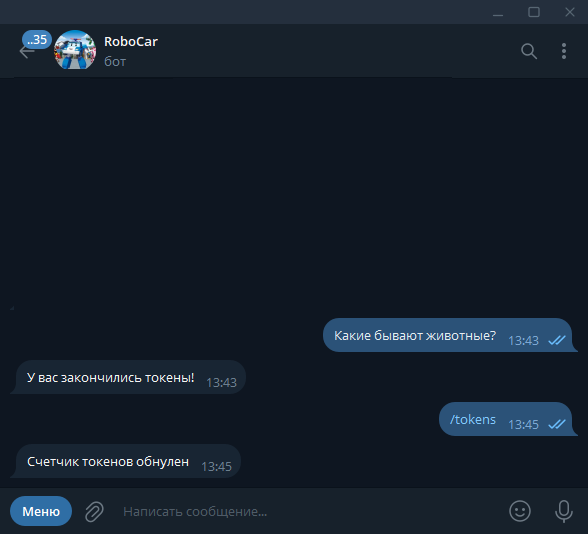 ..35
RoboCar
бот
Какие бывают животные? 13:43
У вас закончились токены! 13:43
/tokens 13:45
Счетчик токенов обнулен 13:45
Меню
Написать сообщение...